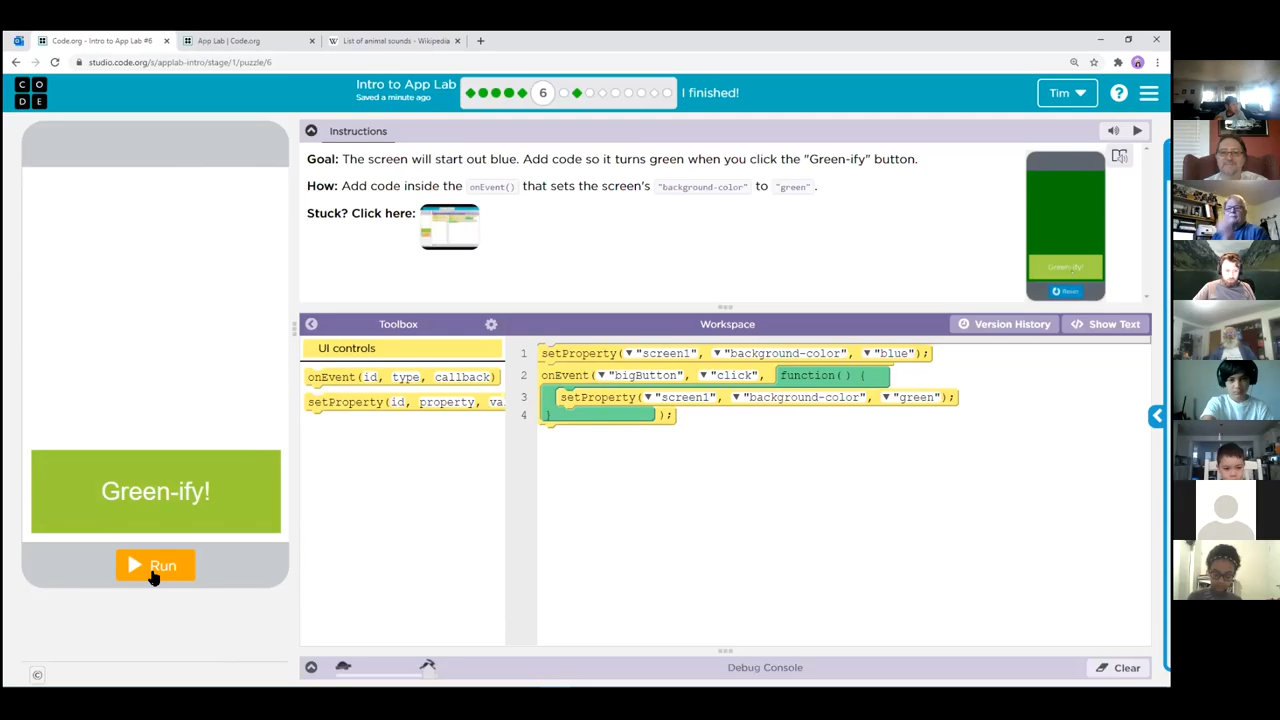 Code.org - Intro to App Lab #6
App Lab | Code.org
List of animal sounds - Wikipedia
studio.code.org/s/applab-intro/stage/1/puzzle/6
C O
D E
Intro to App Lab
Saved a minute ago
6
I finished!
Tim
?
Instructions
Goal: The screen will start out blue. Add code so it turns green when you click the "Green-ify" button.
How: Add code inside the onEvent() that sets the screen's "background-color" to "green".
Stuck? Click here:
Green-ify!
Reset
Toolbox
Workspace
Version History
Show Text
UI controls
onEvent(id, type, callback)
setProperty(id, property, va
1 setProperty("screen1", "background-color", "blue");
2 onEvent("bigButton", "click", function() {
3 setProperty("screen1", "background-color", "green");
4 } );
Green-ify!
Run
Debug Console
Clear
©